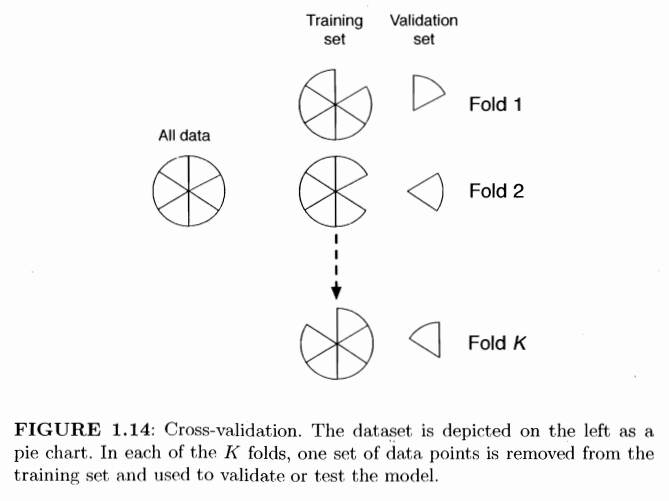 Training set
Validation set
Fold 1
All data
Fold 2
Fold K
FIGURE 1.14: Cross-validation. The dataset is depicted on the left as a
pie chart. In each of the K folds, one set of data points is removed from the
training set and used to validate or test the model.